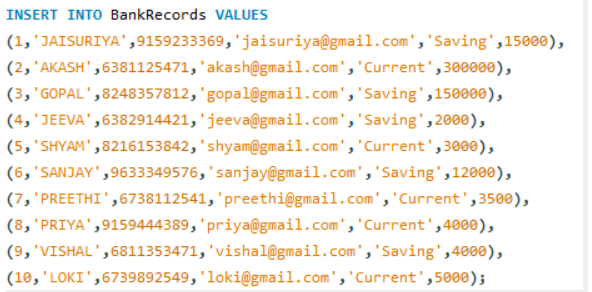 INSERT INTO BankRecords VALUES
(1,'JAISURIYA',9159233369,'jaisuriya@gmail.com','Saving',15000),
(2,'AKASH',6381125471,'akash@gmail.com','Current',300000),
(3,'GOPAL',8248357812,'gopal@gmail.com','Saving',150000),
(4,'JEEVA',6382914421,'jeeva@gmail.com','Saving',2000),
(5,'SHYAM',8216153842,'shyam@gmail.com','Current',3000),
(6,'SANJAY',9633349576,'sanjay@gmail.com','Saving',12000),
(7,'PREETHI',6738112541,'preethi@gmail.com','Current',3500),
(8,'PRIYA',9159444389,'priya@gmail.com','Current',4000),
(9,'VISHAL',6811353471,'vishal@gmail.com','Saving',4000),
(10,'LOKI',6739892549,'loki@gmail.com','Current',5000);